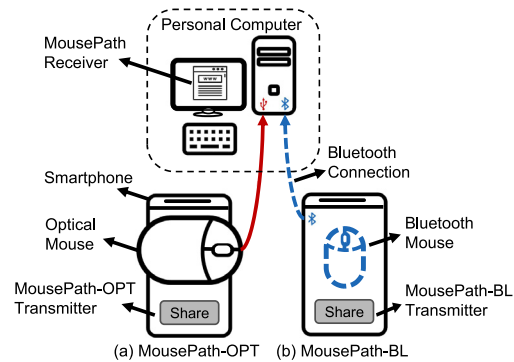 Personal Computer
MousePath
Receiver
WWW
Bluetooth
Connection
Smartphone
Optical
Mouse
MousePath-OPT
Transmitter
Share
Bluetooth
Mouse
MousePath-BL
Transmitter
Share
(a) MousePath-OPT
(b) MousePath-BL